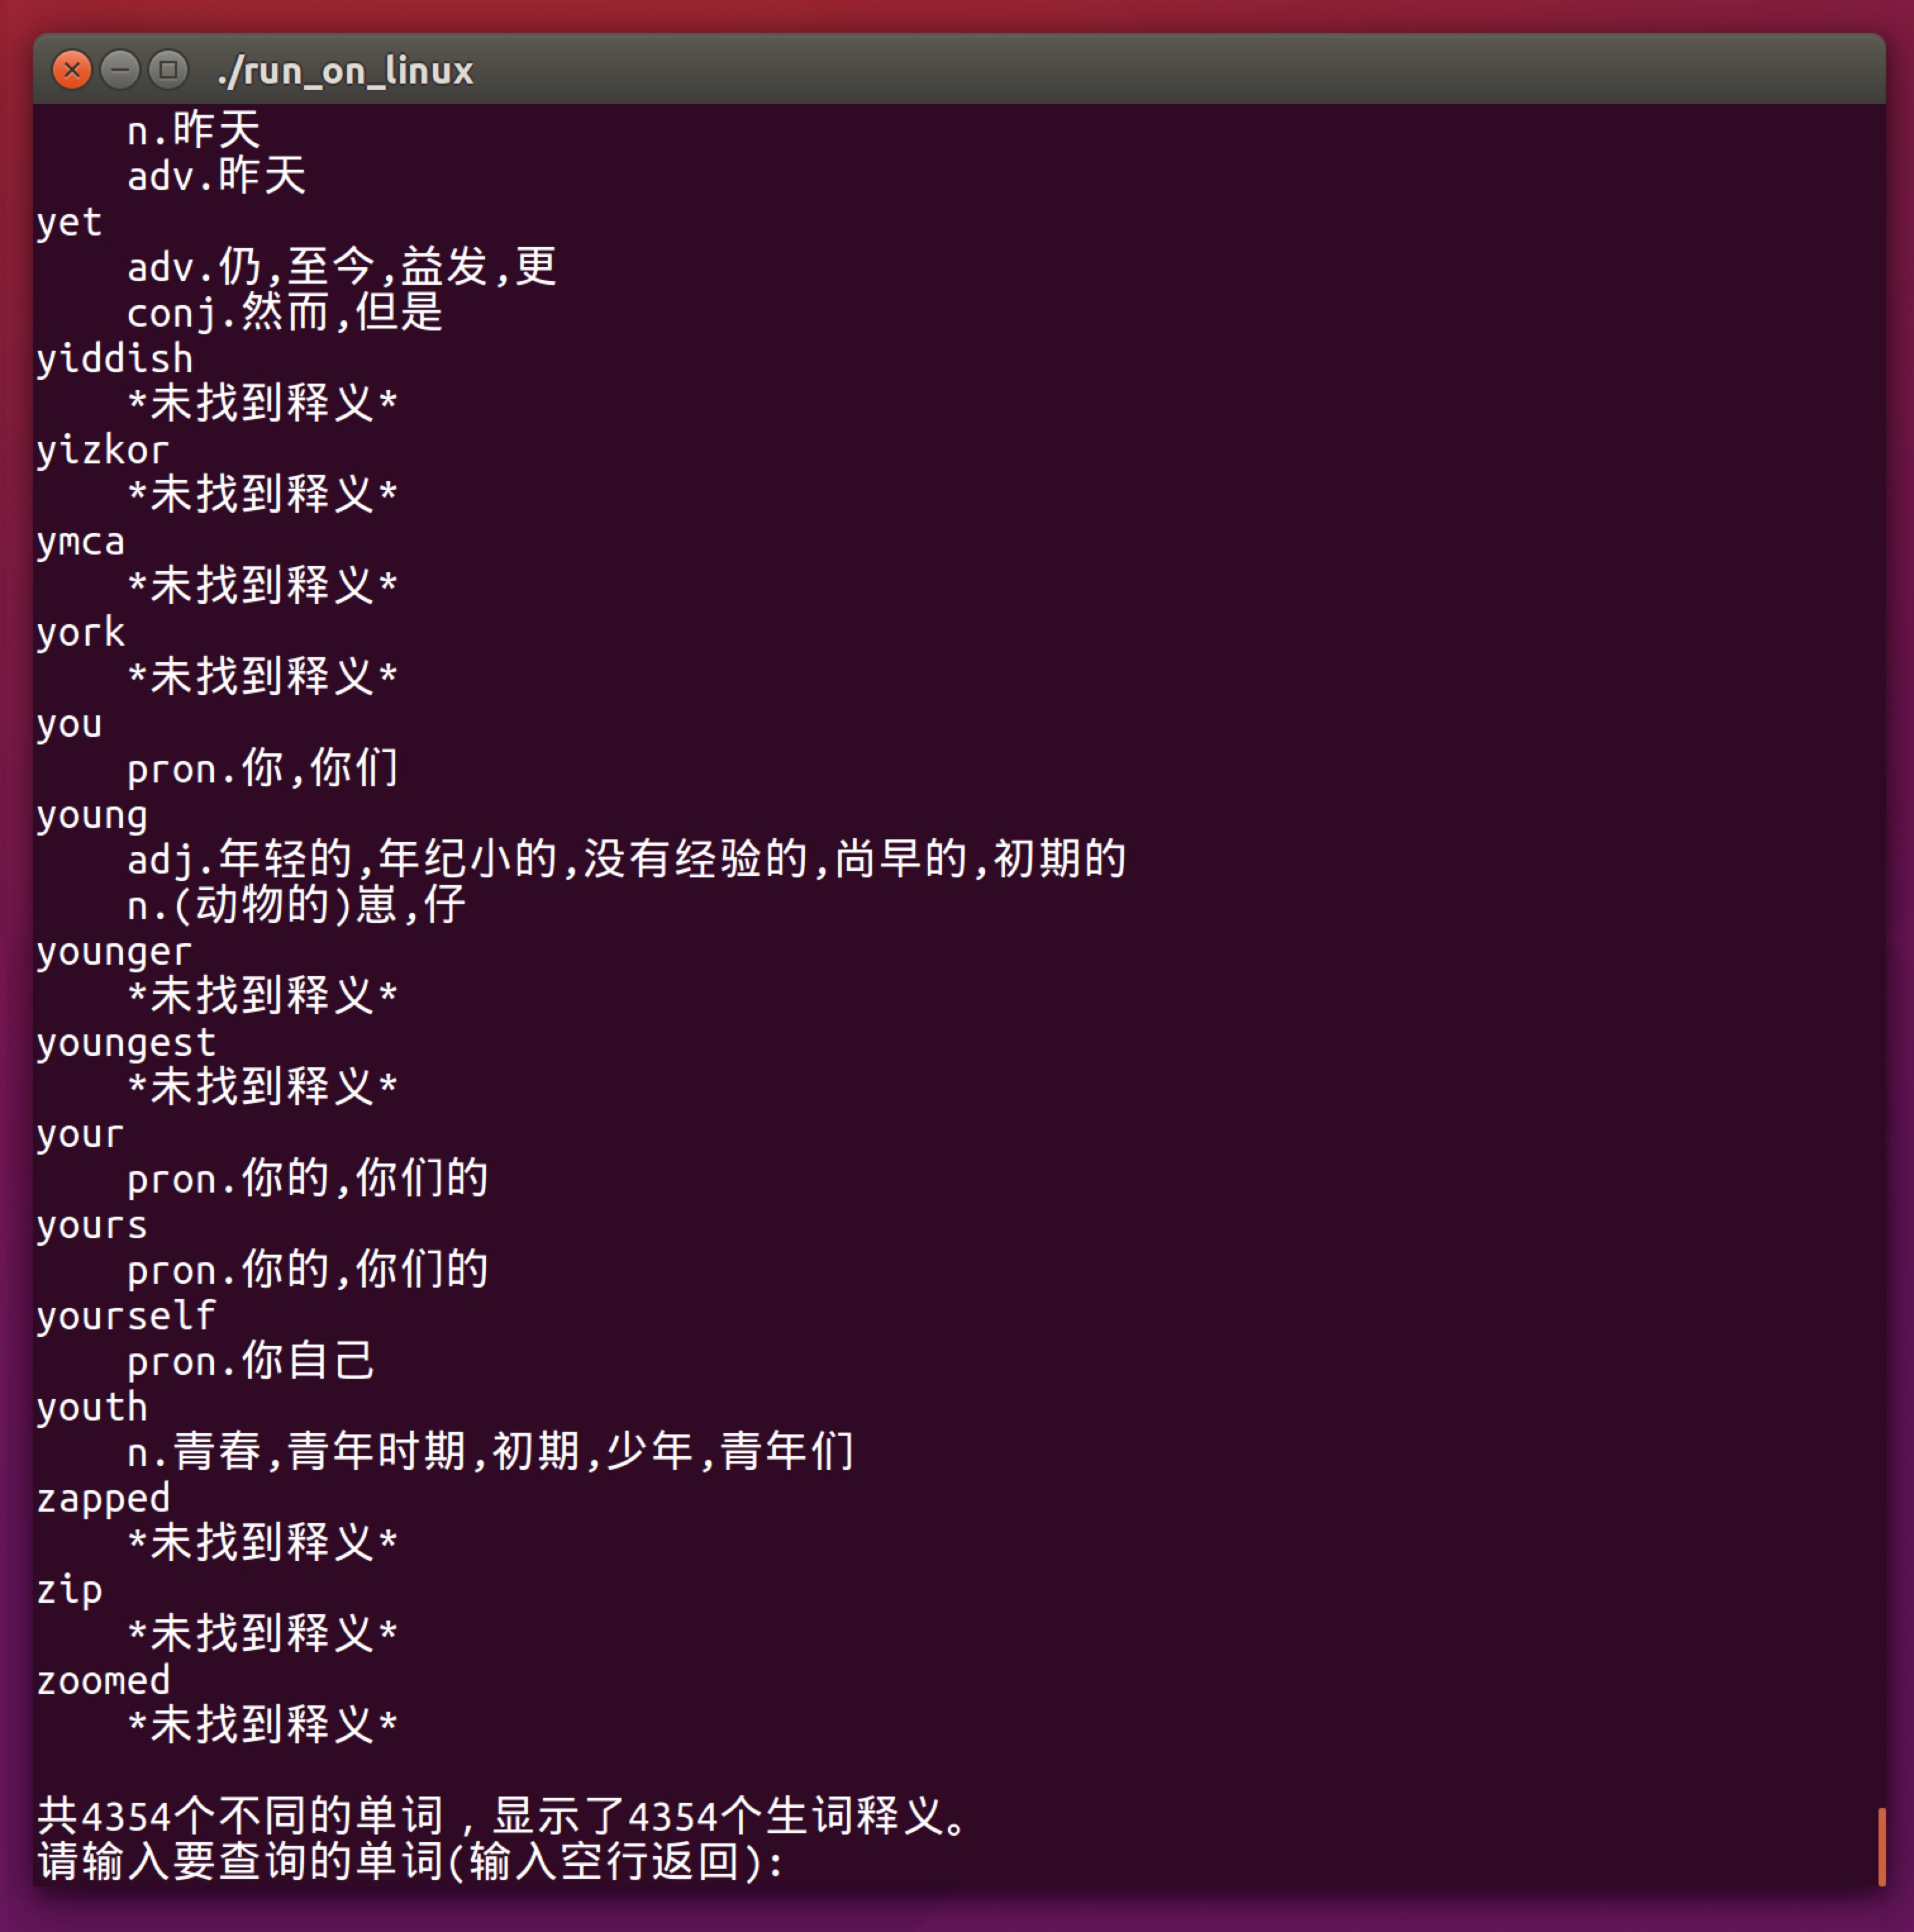 ./run_on_linux
n.昨天
adv.昨天
yet
adv.仍,至今,益发,更
conj.然而,但是
yiddish
*未找到释义*
yizkor
*未找到释义*
ymca
*未找到释义*
york
*未找到释义*
you
pron.你,你们
young
adj.年轻的,年纪小的,没有经验的,尚早的,初期的
n.(动物的)崽,仔
younger
*未找到释义*
youngest
*未找到释义*
your
pron.你的,你们的
yours
pron.你的,你们的
yourself
pron.你自己
youth
n.青春,青年时期,初期,少年,青年们
zapped
*未找到释义*
zip
*未找到释义*
zoomed
*未找到释义*
共4354个不同的单词，显示了4354个生词释义。
请输入要查询的单词(输入空行返回):